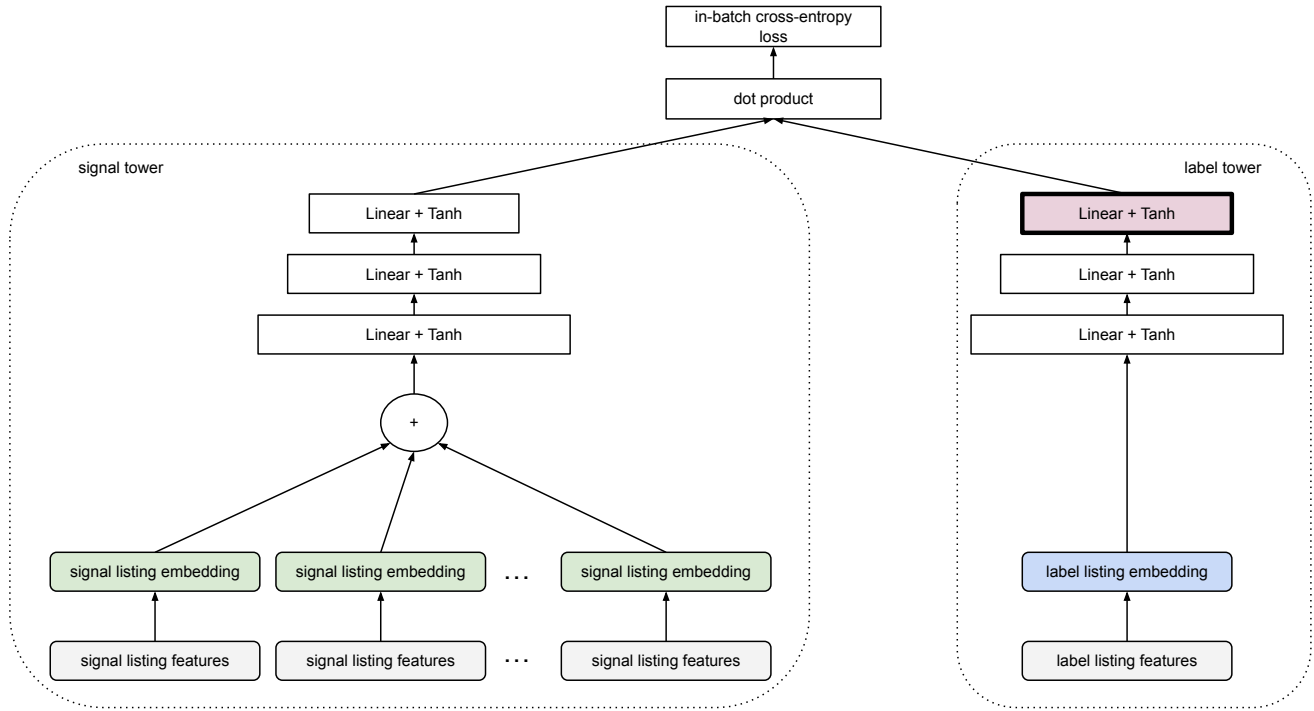 in-batch cross-entropy
loss
dot product
signal tower
label tower
Linear + Tanh
Linear + Tanh
Linear + Tanh
Linear + Tanh
Linear + Tanh
Linear + Tanh
+
signal listing embedding
signal listing embedding
...
signal listing embedding
label listing embedding
signal listing features
signal listing features
...
signal listing features
label listing features